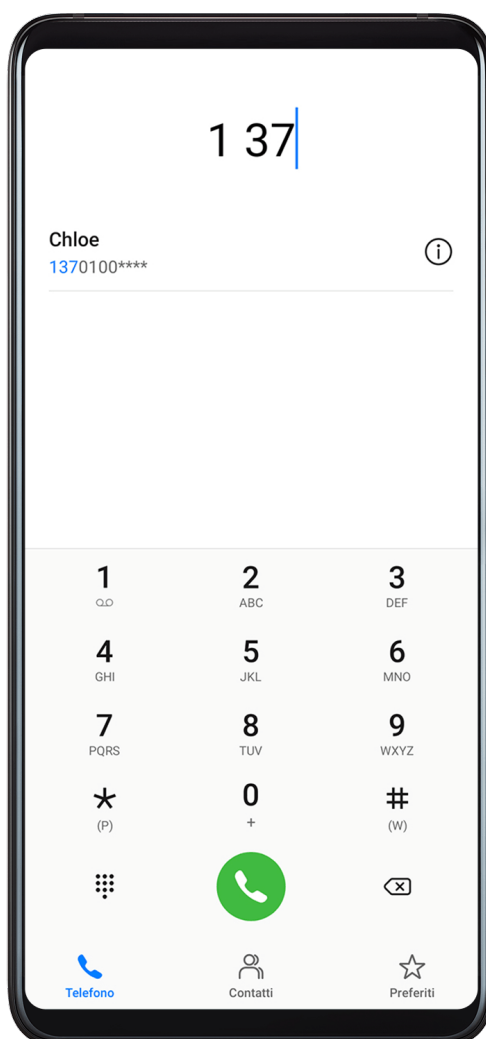 1 37
Chloe
1370100****
1 2 3
ABC DEF
4 5 6
GHI JKL MNO
7 8 9
PQRS TUV WXYZ
* 0 #
(P) + (W)
Telefono Contatti Preferiti